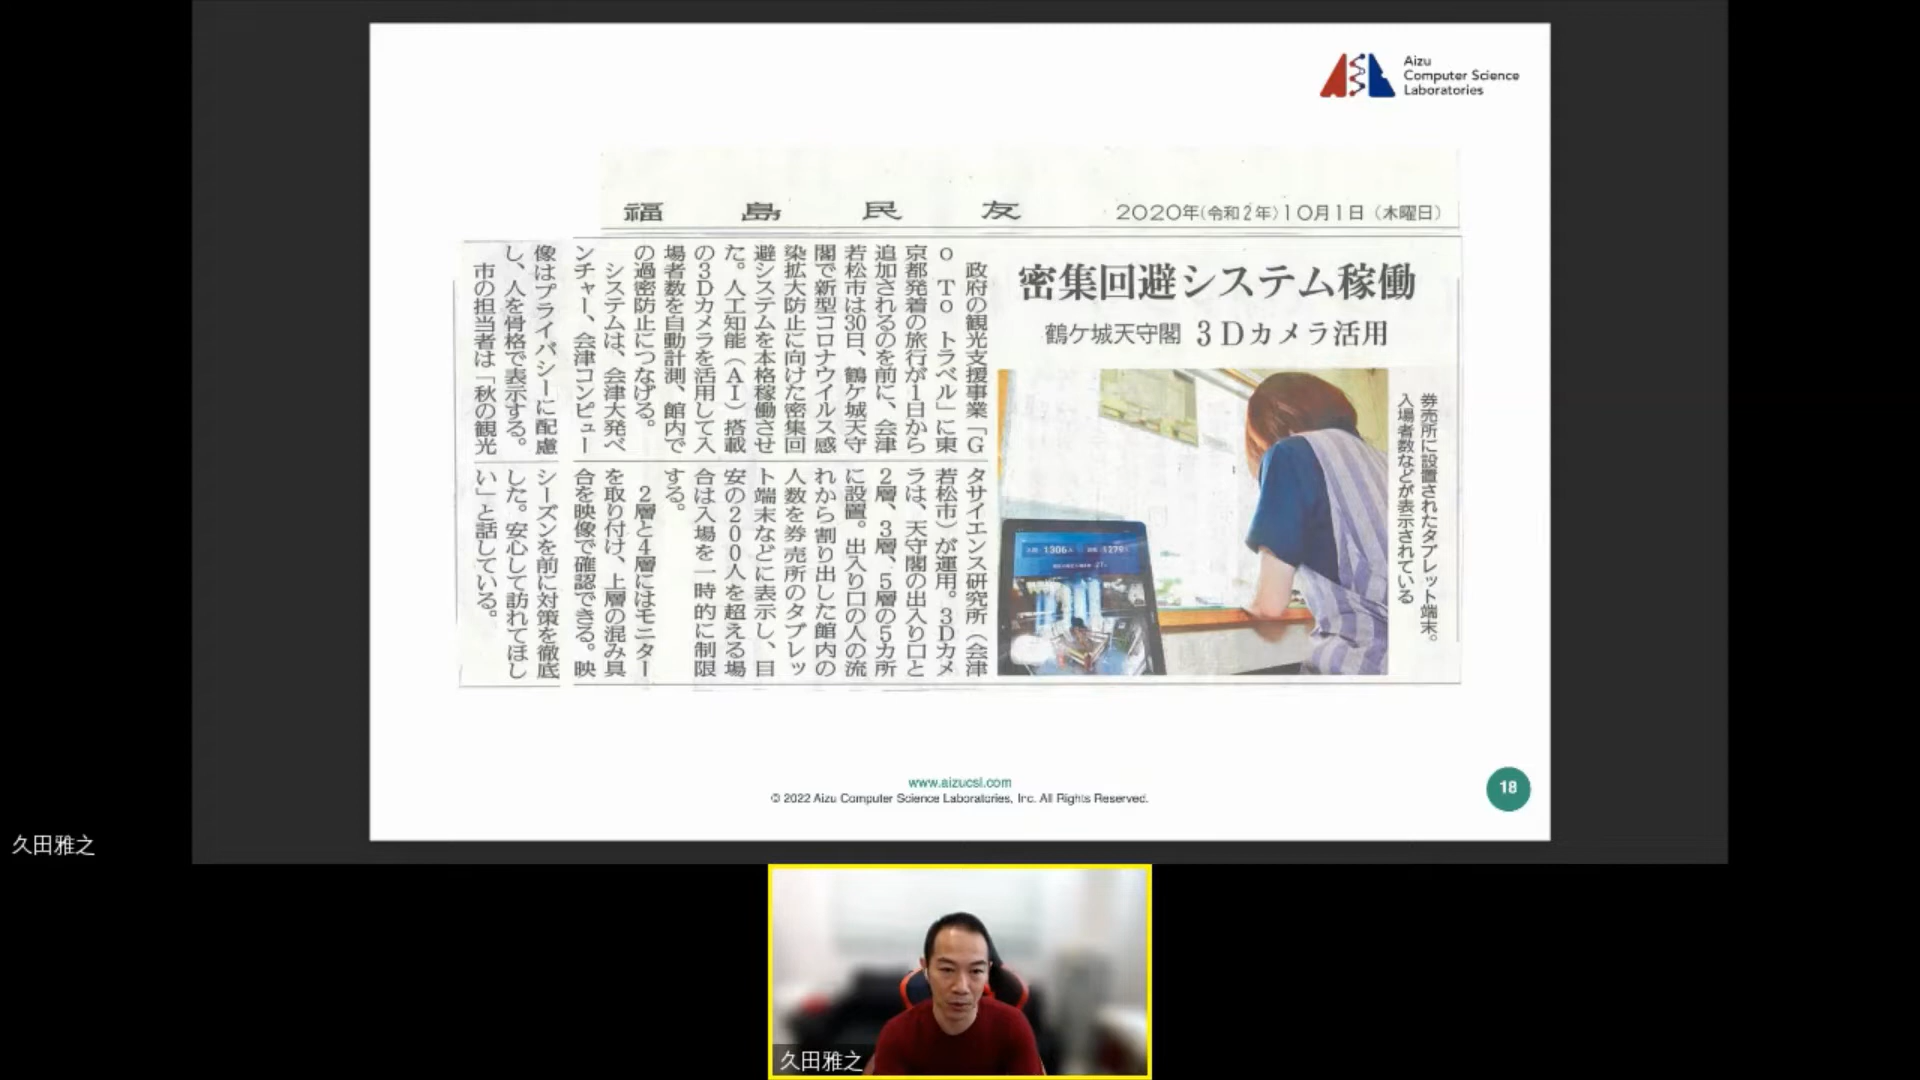 Aizu
Computer Science
Laboratories
福島民友
2020年(令和2年)10月1日(木曜日)
密集回避システム稼働
鶴ケ城天守閣 3Dカメラ活用
券売所に設置されたタブレット端末。
入場者数などが表示されている
政府の観光支援事業「G
o To トラベル」に東
京都発着の旅行が1日から
追加されるのを前に、会津
若松市は30日、鶴ケ城天守
閣で新型コロナウイルス感
染拡大防止に向けた密集回
避システムを本格稼働させ
た。人工知能(AI)搭載
の3Dカメラを活用して入
場者数を自動計測、館内で
の過密防止につなげる。
システムは、会津大発ベ
ンチャー、会津コンピュー
タサイエンス研究所(会津
若松市)が運用。3Dカメ
ラは、天守閣の出入り口と
2層、3層、5層の5カ所
に設置。出入り口の人の流
れから割り出した館内の
人数を券売所のタブレッ
ト端末などに表示し、目
安の200人を超える場
合は入場を一時的に制限
する。
2層と4層にはモニター
を取り付け、上層の混み具
合を映像で確認できる。映
像はプライバシーに配慮
し、人を骨格で表示する。
市の担当者は「秋の観光
シーズンを前に対策を徹底
した。安心して訪れてほし
い」と話している。
1306人
1279人
www.aizucsl.com
© 2022 Aizu Computer Science Laboratories, Inc. All Rights Reserved.
18
久田雅之
久田雅之